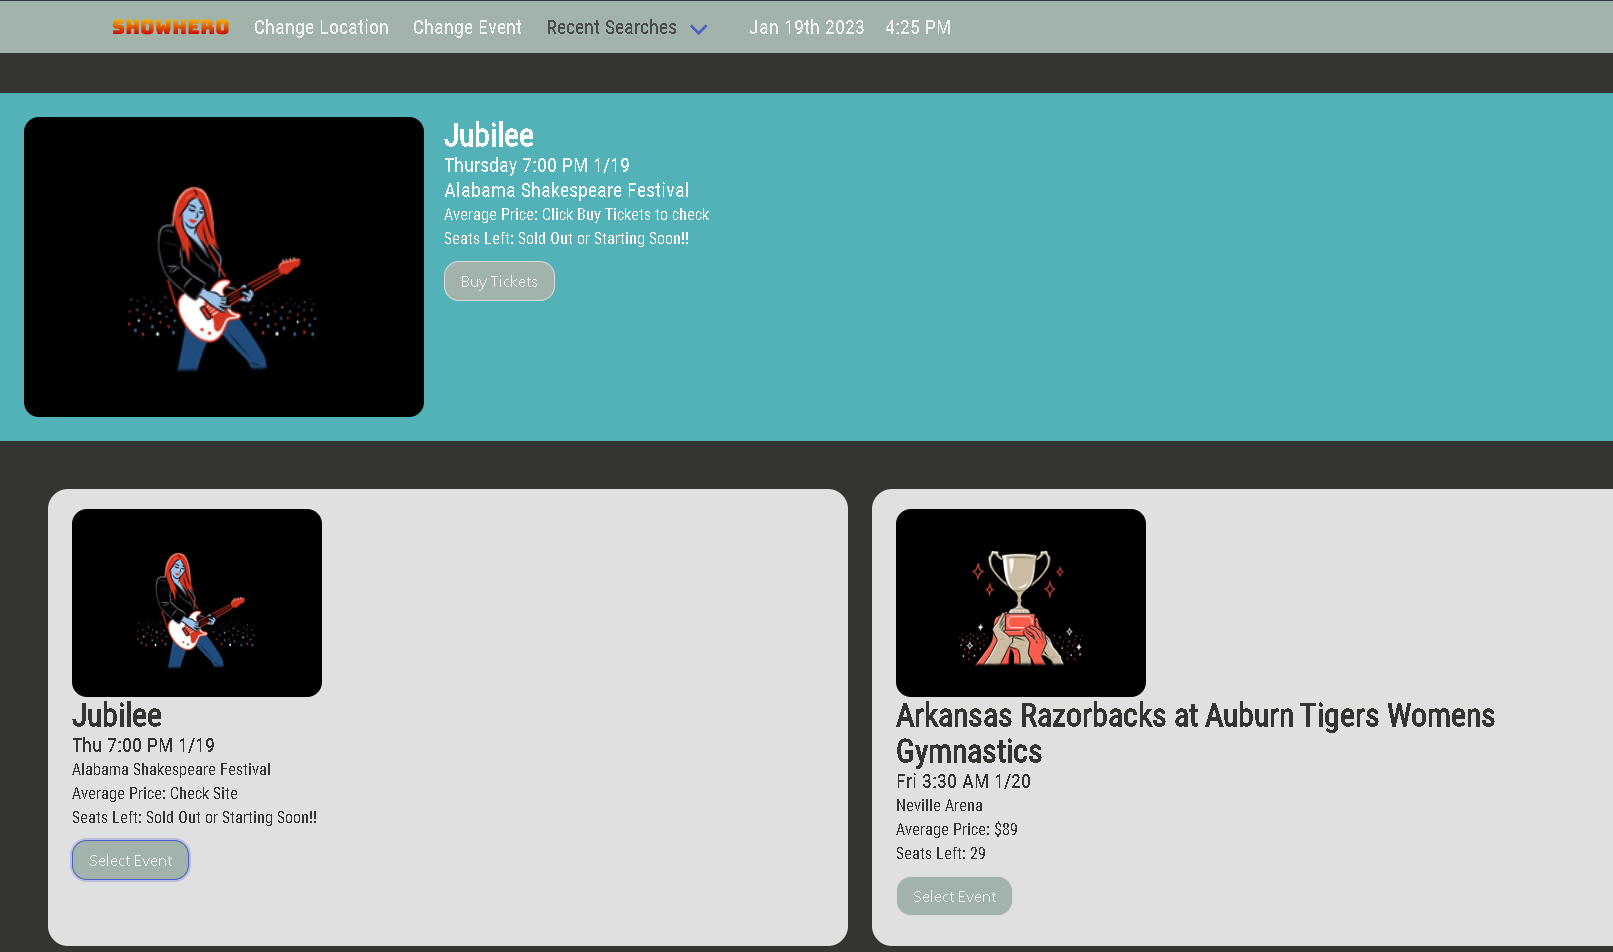 SHOWHERO Change Location Change Event Recent Searches Jan 19th 2023 4:25 PM
Jubilee
Thursday 7:00 PM 1/19
Alabama Shakespeare Festival
Average Price: Click Buy Tickets to check
Seats Left: Sold Out or Starting Soon!!
Buy Tickets
Jubilee
Thu 7:00 PM 1/19
Alabama Shakespeare Festival
Average Price: Check Site
Seats Left: Sold Out or Starting Soon!!
Select Event
Arkansas Razorbacks at Auburn Tigers Womens
Gymnastics
Fri 3:30 AM 1/20
Neville Arena
Average Price: $89
Seats Left: 29
Select Event